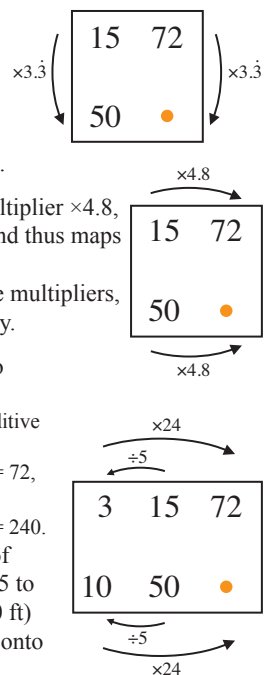 15 72
×3.3̇ ×3.3̇
50
.
ltiplier ×4.8,
nd thus maps
e multipliers,
y.
o
litive
= 72,
= 240.
of
5 to
0 ft)
onto
×4.8
15 72
50
×4.8
×24
÷5
3 15 72
10 50
÷5
×24